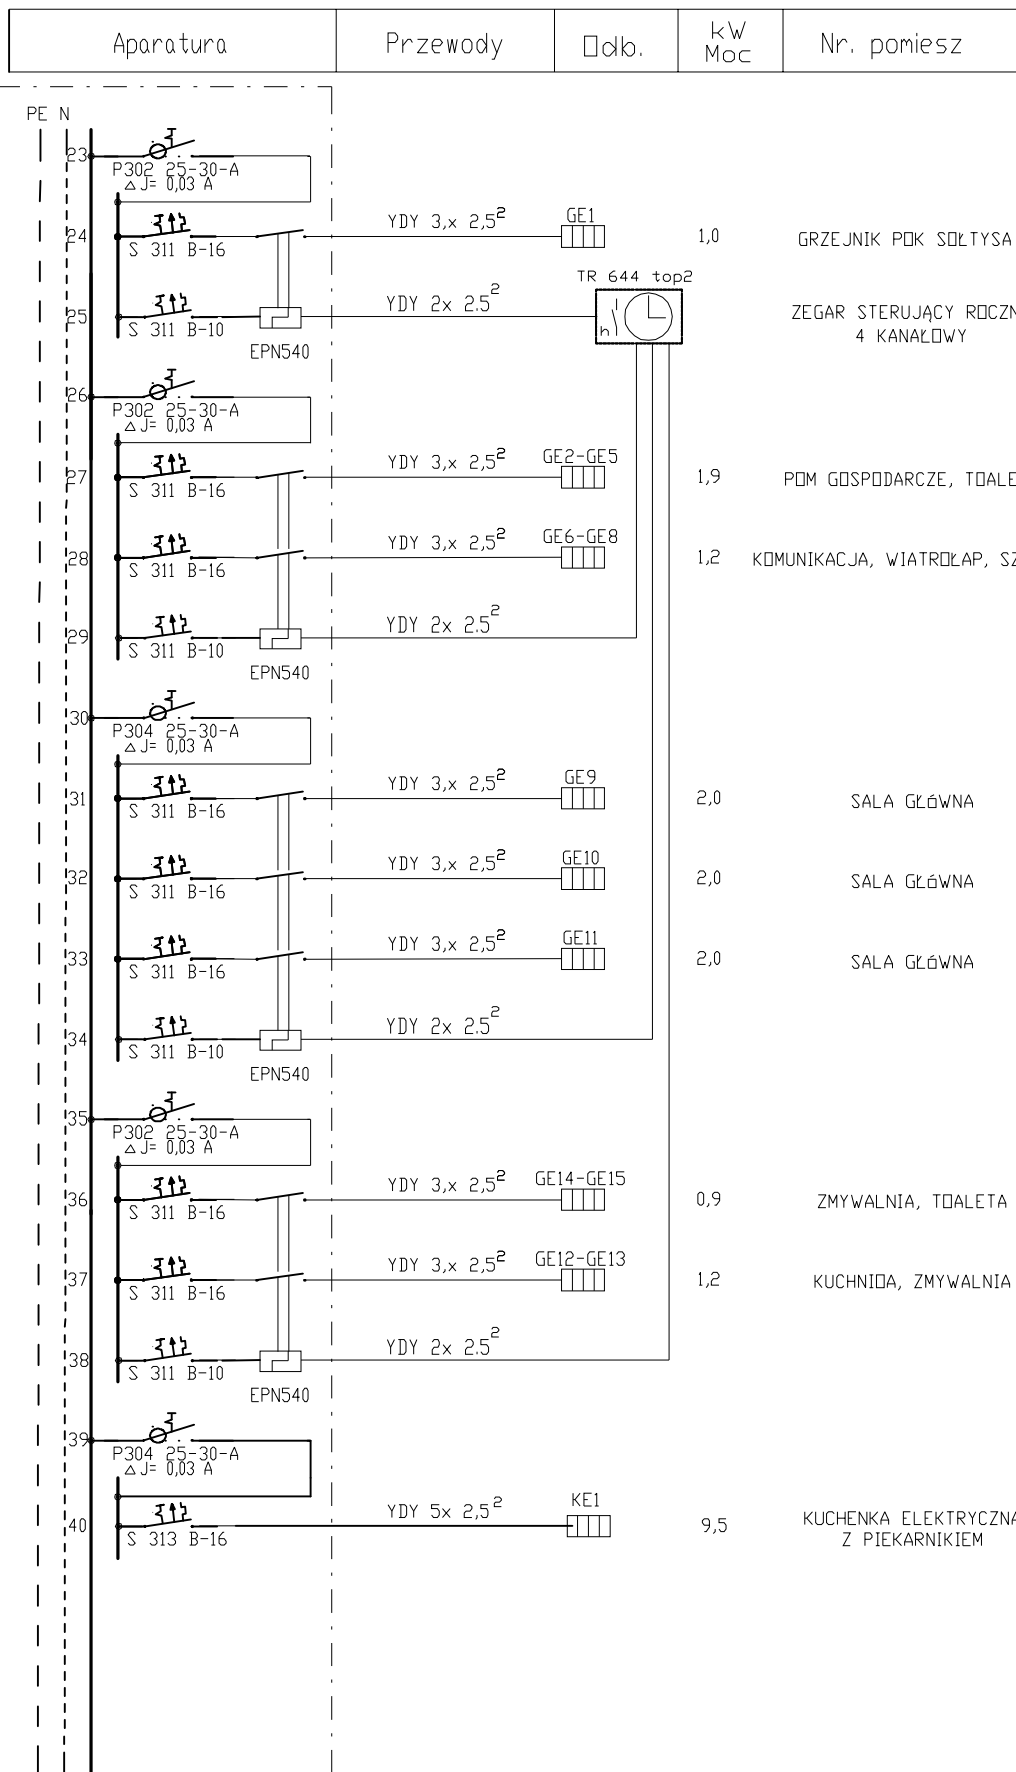 Aparatura Przewody Odb. kW Moc Nr. pomiesz
PE N
23
P302 25-30-A
△J= 0,03 A
24 S 311 B-16 YDY 3,x 2,5² GE1 1,0 GRZEJNIK POK SOŁTYSA
TR 644 top2
25 S 311 B-10 YDY 2x 2.5² h ZEGAR STERUJĄCY ROCZN
4 KANAŁOWY
EPN540
26
P302 25-30-A
△J= 0,03 A
27 S 311 B-16 YDY 3,x 2,5² GE2-GE5 1,9 POM GOSPODARCZE, TOALE
28 S 311 B-16 YDY 3,x 2,5² GE6-GE8 1,2 KOMUNIKACJA, WIATROŁAP, SZ
29 S 311 B-10 YDY 2x 2.5²
EPN540
30
P304 25-30-A
△J= 0,03 A
31 S 311 B-16 YDY 3,x 2,5² GE9 2,0 SALA GŁóWNA
32 S 311 B-16 YDY 3,x 2,5² GE10 2,0 SALA GŁóWNA
33 S 311 B-16 YDY 3,x 2,5² GE11 2,0 SALA GŁóWNA
34 S 311 B-10 YDY 2x 2.5²
EPN540
35
P302 25-30-A
△J= 0,03 A
36 S 311 B-16 YDY 3,x 2,5² GE14-GE15 0,9 ZMYWALNIA, TOALETA
37 S 311 B-16 YDY 3,x 2,5² GE12-GE13 1,2 KUCHNIOA, ZMYWALNIA
38 S 311 B-10 YDY 2x 2.5²
EPN540
39
P304 25-30-A
△J= 0,03 A
40 S 313 B-16 YDY 5x 2,5² KE1 9,5 KUCHENKA ELEKTRYCZNA
Z PIEKARNIKIEM